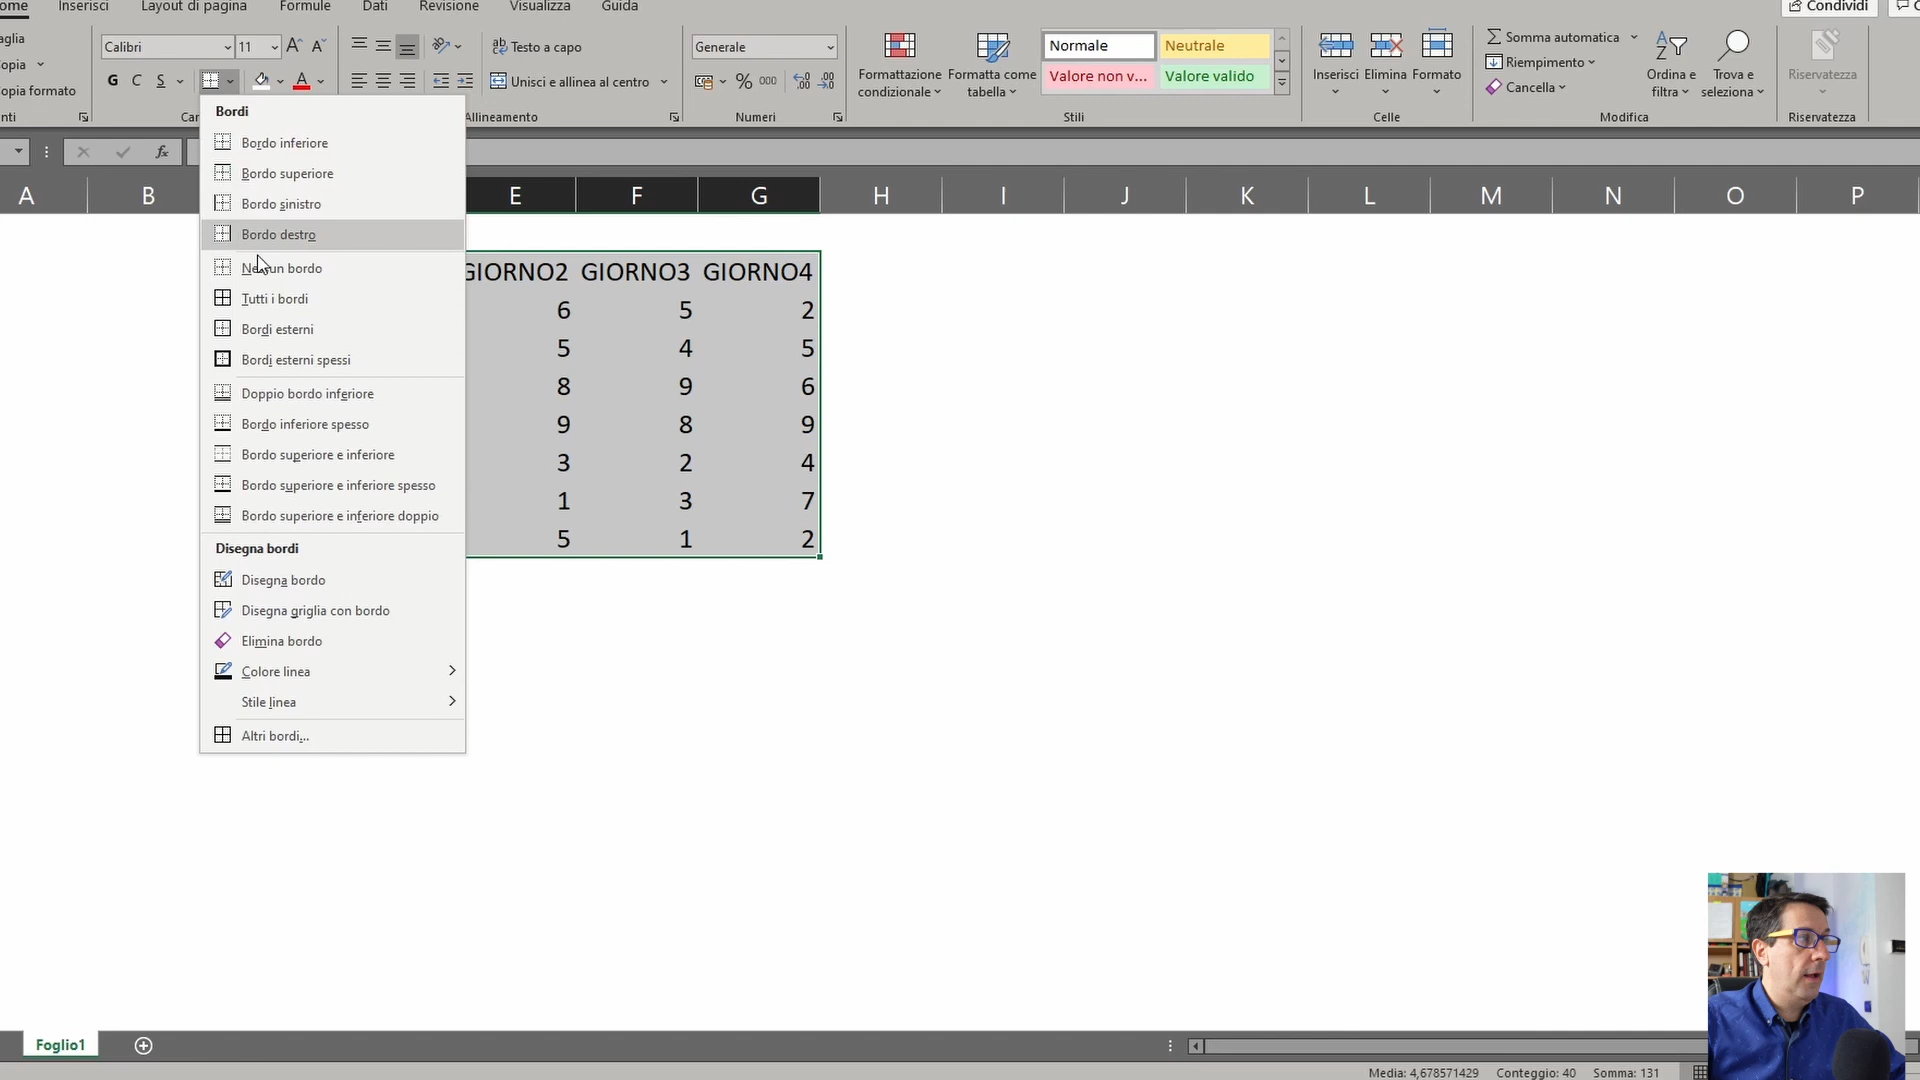 ome Inserisci Layout di pagina Formule Dati Revisione Visualizza Guida Condividi
aglia Calibri 11 Testo a capo Generale Normale Neutrale Somma automatica
opia Formattazione condizionale Formatta come tabella Inserisci Elimina Formato Riempimento Ordina e filtra Trova e seleziona Riservatezza
opia formato G C S Unisci e allinea al centro % 000 Valore non v... Valore valido Cancella
nti Car Allineamento Numeri Stili Celle Modifica Riservatezza
fx
A B E F G H I J K L M N O P
Bordi
Bordo inferiore
Bordo superiore
Bordo sinistro
Bordo destro
Nessun bordo
Tutti i bordi
Bordi esterni
Bordi esterni spessi
Doppio bordo inferiore
Bordo inferiore spesso
Bordo superiore e inferiore
Bordo superiore e inferiore spesso
Bordo superiore e inferiore doppio
Disegna bordi
Disegna bordo
Disegna griglia con bordo
Elimina bordo
Colore linea
Stile linea
Altri bordi...
GIORNO2 GIORNO3 GIORNO4
6 5 2
5 4 5
8 9 6
9 8 9
3 2 4
1 3 7
5 1 2
Foglio1
Media: 4,678571429 Conteggio: 40 Somma: 131